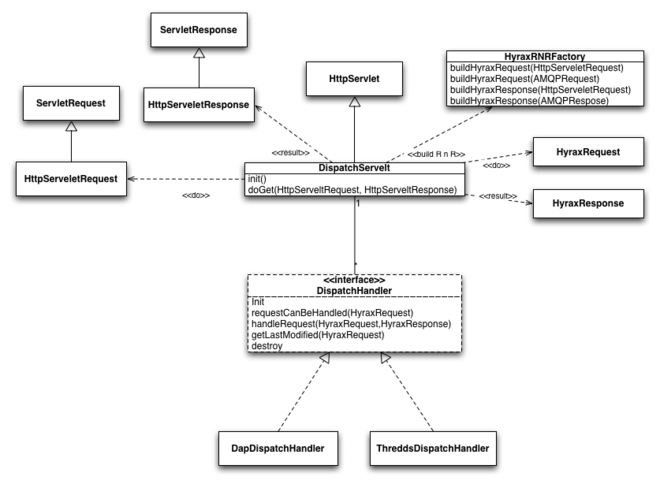 ServletResponse
HyraxRNRFactory
buildHyraxRequest(HttpServeletRequest)
buildHyraxRequest(AMQPRequest)
buildHyraxResponse(HttpServeletRequest)
buildHyraxResponse(AMQPRespose)
HttpServlet
ServletRequest
HttpServeletResponse
<<result>>
<<build R n R>>
HyraxRequest
<<do>>
HttpServeletRequest
<<do>>
DispatchServelt
init()
doGet(HttpServeltRequest, HttpServeltResponse)
<<result>>
HyraxResponse
1
*
<<interface>>
DispatchHandler
Init
requestCanBeHandled(HyraxRequest)
handleRequest(HyraxRequest,HyraxResponse)
getLastModified(HyraxRequest)
destroy
DapDispatchHandler
ThreddsDispatchHandler